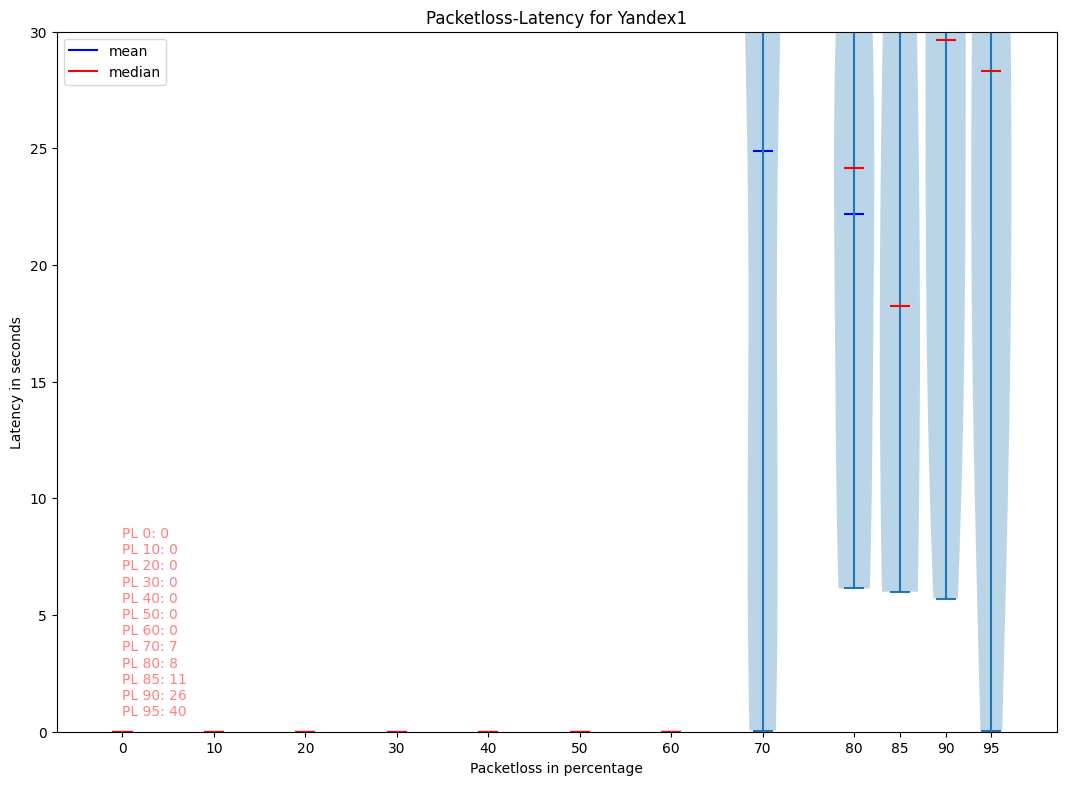 Packetloss-Latency for Yandex1
mean
median
30
25
20
15
10
5
0
Latency in seconds
PL 0: 0
PL 10: 0
PL 20: 0
PL 30: 0
PL 40: 0
PL 50: 0
PL 60: 0
PL 70: 7
PL 80: 8
PL 85: 11
PL 90: 26
PL 95: 40
0 10 20 30 40 50 60 70 80 85 90 95
Packetloss in percentage